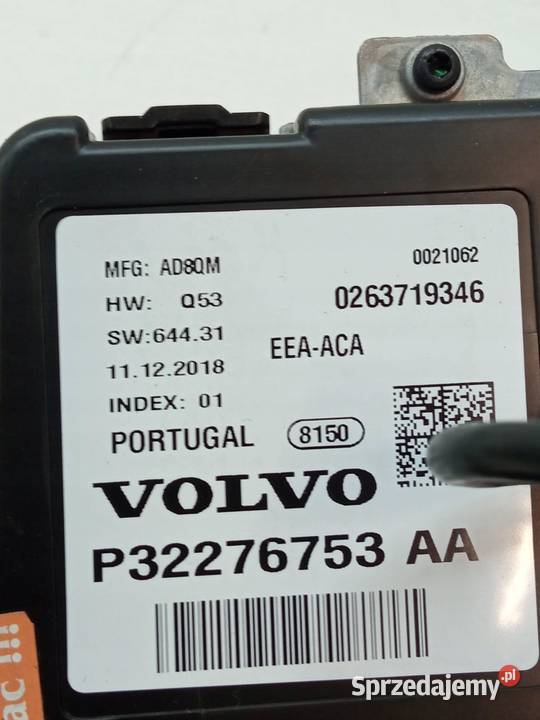 MFG: AD8QM
0021062
HW: Q53
0263719346
SW:644.31
EEA-ACA
11.12.2018
INDEX: 01
PORTUGAL 8150
VOLVO
P32276753 AA
ac !!!
Sprzedajemy.pl